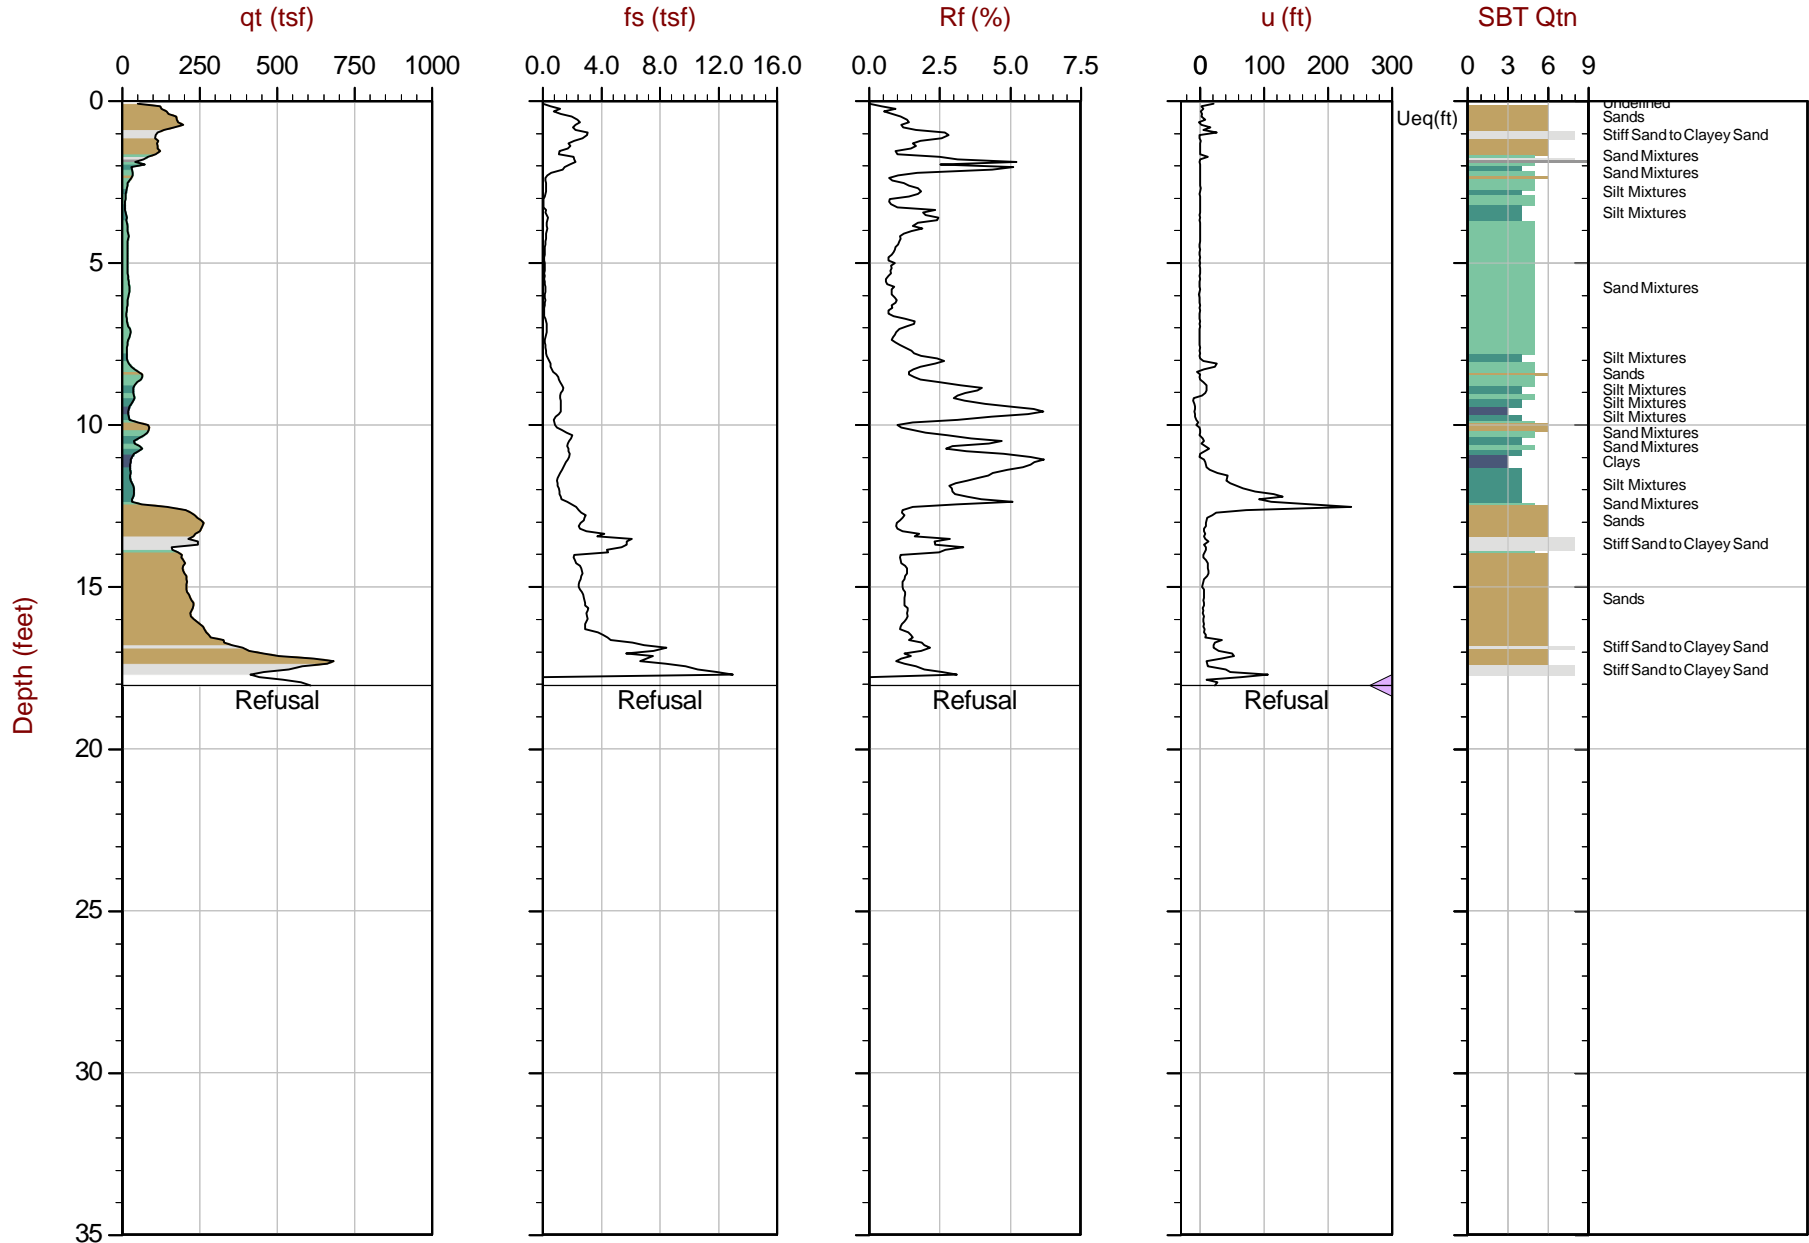 qt (tsf) fs (tsf) Rf (%) u (ft) SBT Qtn
0 250 500 750 1000 0.0 4.0 8.0 12.0 16.0 0.0 2.5 5.0 7.5 0 100 200 300 0 3 6 9
0
Undefined
Ueq(ft) Sands
Stiff Sand to Clayey Sand
Sand Mixtures
Sand Mixtures
Silt Mixtures
Silt Mixtures
5
Sand Mixtures
Silt Mixtures
Sands
Silt Mixtures
Silt Mixtures
Silt Mixtures
10
Sand Mixtures
Sand Mixtures
Clays
Silt Mixtures
Sand Mixtures
Sands
Stiff Sand to Clayey Sand
15
Sands
Stiff Sand to Clayey Sand
Stiff Sand to Clayey Sand
Depth (feet)
Refusal Refusal Refusal Refusal
20
25
30
35